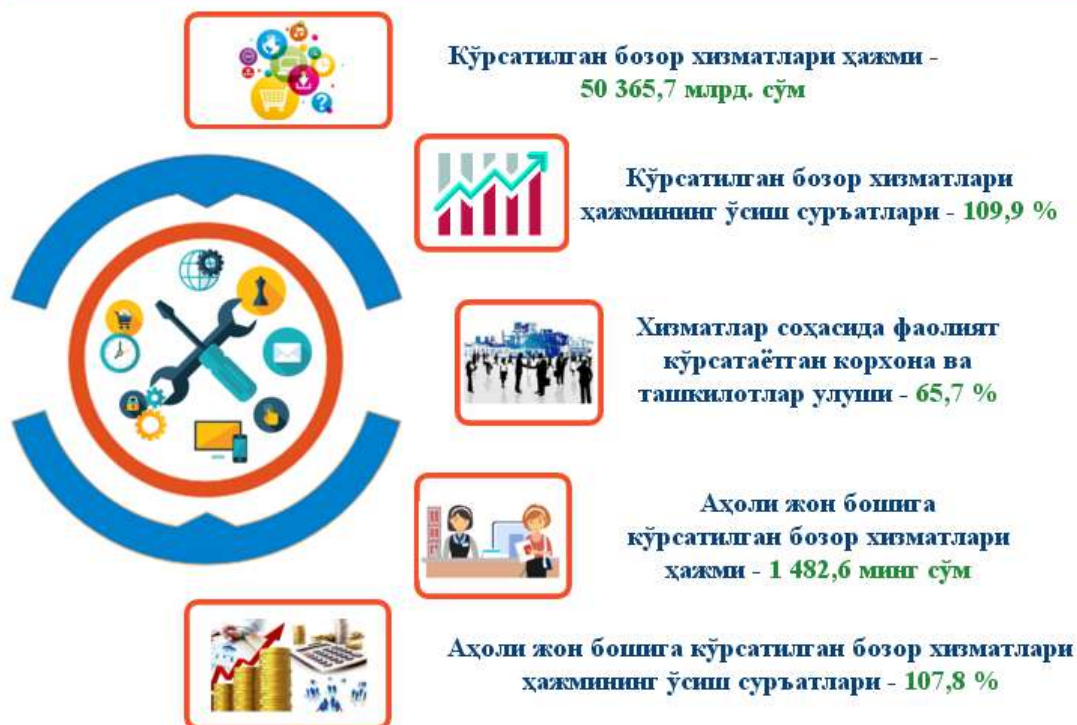 Кўрсатилган бозор хизматлари ҳажми -
50 365,7 млрд. сўм
Кўрсатилган бозор хизматлари
ҳажмининг ўсиш суръатлари - 109,9 %
Хизматлар соҳасида фаолият
кўрсатаётган корхона ва
ташкилотлар улуши - 65,7 %
Аҳоли жон бошига
кўрсатилган бозор хизматлари
ҳажми - 1 482,6 минг сўм
Аҳоли жон бошига кўрсатилган бозор хизматлари
ҳажмининг ўсиш суръатлари - 107,8 %